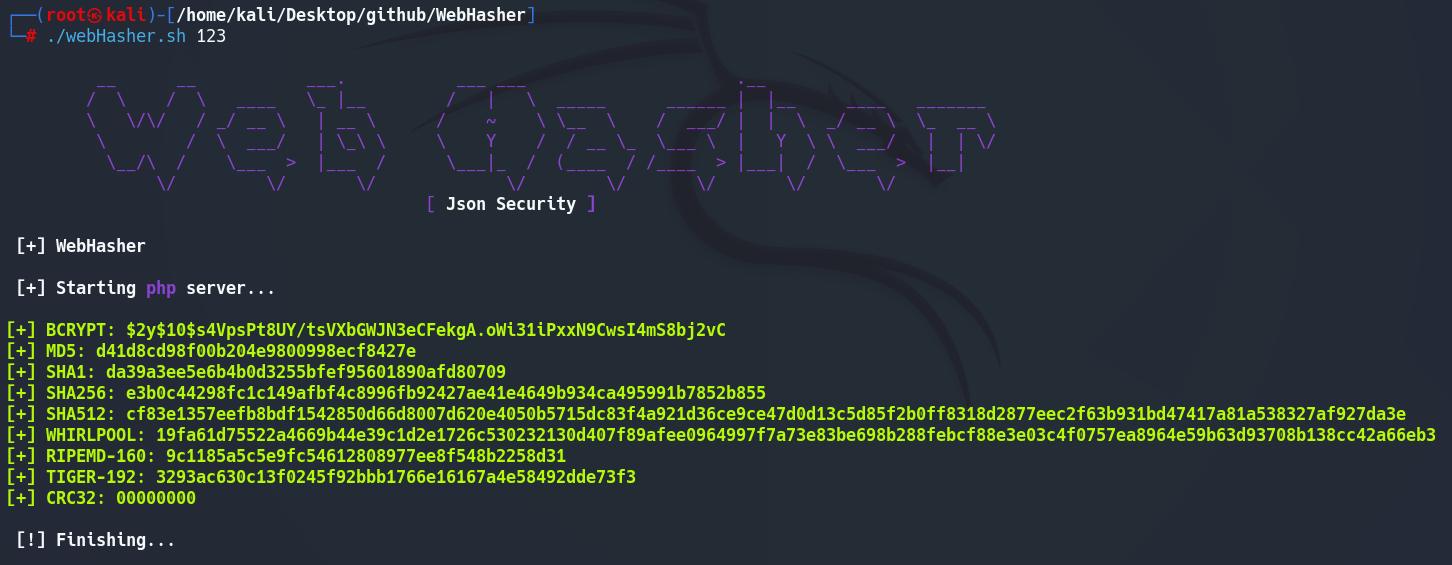 ┌──(root㉿kali)-[/home/kali/Desktop/github/WebHasher]
└─# ./webHasher.sh 123
Web Hasher
[ Json Security ]
[+] WebHasher
[+] Starting php server...
[+] BCRYPT: $2y$10$s4VpsPt8UY/tsVXbGWJN3eCFekgA.oWi31iPxxN9CwsI4mS8bj2vC
[+] MD5: d41d8cd98f00b204e9800998ecf8427e
[+] SHA1: da39a3ee5e6b4b0d3255bfef95601890afd80709
[+] SHA256: e3b0c44298fc1c149afbf4c8996fb92427ae41e4649b934ca495991b7852b855
[+] SHA512: cf83e1357eefb8bdf1542850d66d8007d620e4050b5715dc83f4a921d36ce9ce47d0d13c5d85f2b0ff8318d2877eec2f63b931bd47417a81a538327af927da3e
[+] WHIRLPOOL: 19fa61d75522a4669b44e39c1d2e1726c530232130d407f89afee0964997f7a73e83be698b288febcf88e3e03c4f0757ea8964e59b63d93708b138cc42a66eb3
[+] RIPEMD-160: 9c1185a5c5e9fc54612808977ee8f548b2258d31
[+] TIGER-192: 3293ac630c13f0245f92bbb1766e16167a4e58492dde73f3
[+] CRC32: 00000000
[!] Finishing...